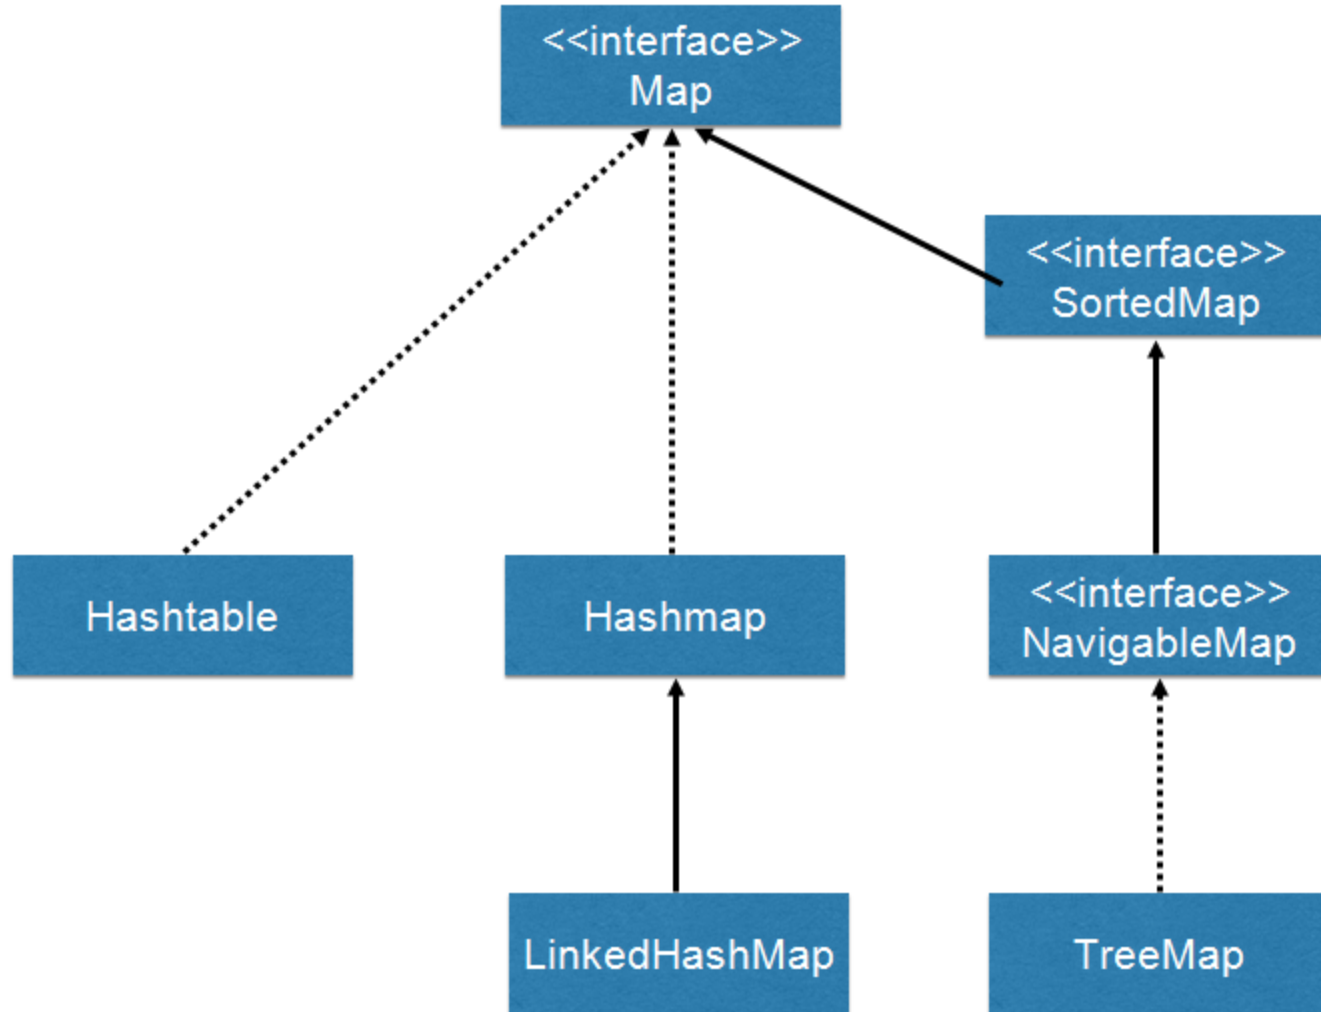 <<interface>>
Map
<<interface>>
SortedMap
Hashtable
Hashmap
<<interface>>
NavigableMap
LinkedHashMap
TreeMap